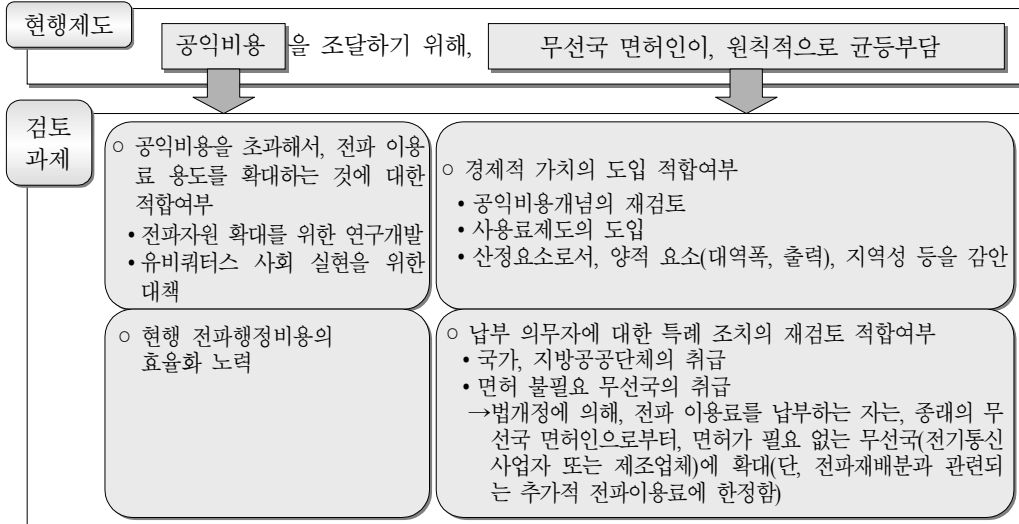 현행제도
공익비용 을 조달하기 위해, 무선국 면허인이, 원칙적으로 균등부담
검토
과제
○ 공익비용을 초과해서, 전파 이용
료 용도를 확대하는 것에 대한
적합여부
• 전파자원 확대를 위한 연구개발
• 유비쿼터스 사회 실현을 위한
대책
○ 경제적 가치의 도입 적합여부
• 공익비용개념의 재검토
• 사용료제도의 도입
• 산정요소로서, 양적 요소(대역폭, 출력), 지역성 등을 감안
○ 현행 전파행정비용의
효율화 노력
○ 납부 의무자에 대한 특례 조치의 재검토 적합여부
• 국가, 지방공공단체의 취급
• 면허 불필요 무선국의 취급
→법개정에 의해, 전파 이용료를 납부하는 자는, 종래의 무
선국 면허인으로부터, 면허가 필요 없는 무선국(전기통신
사업자 또는 제조업체)에 확대(단, 전파재배분과 관련되
는 추가적 전파이용료에 한정함)